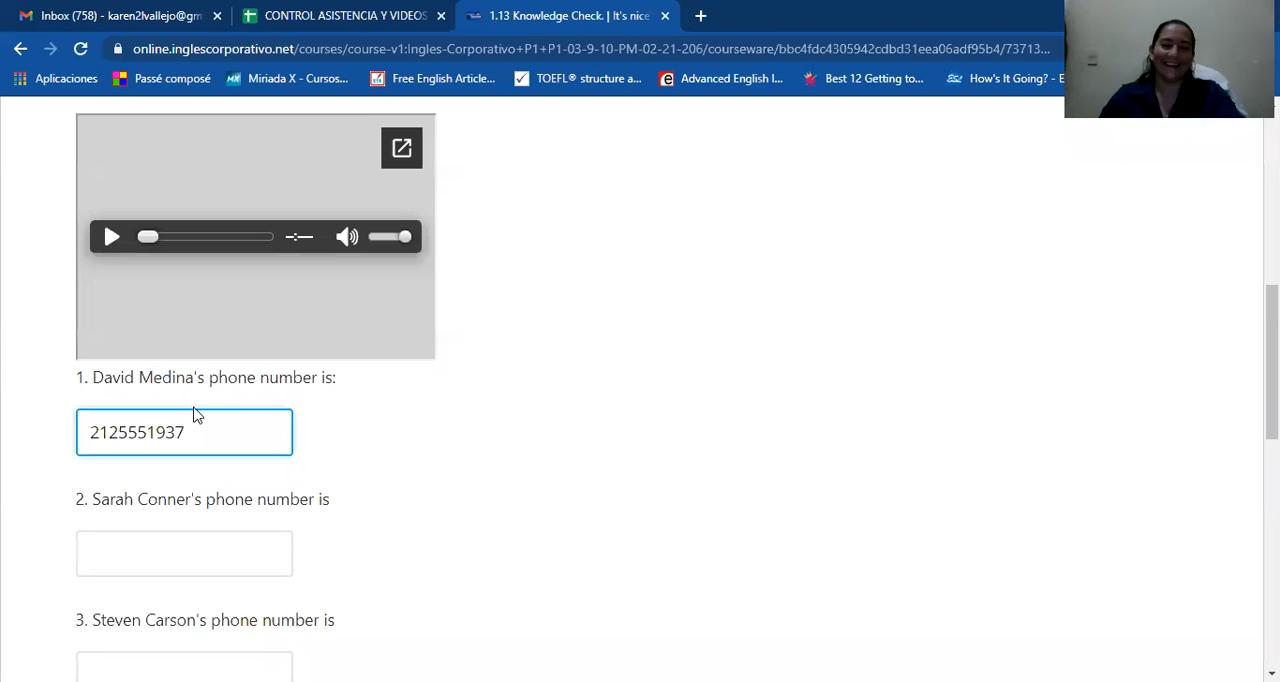 Inbox (758) - karen2lvallejo@gm
CONTROL ASISTENCIA Y VIDEOS
1.13 Knowledge Check. | It's nice
online.inglescorporativo.net/courses/course-v1:Ingles-Corporativo+P1+P1-03-9-10-PM-02-21-206/courseware/bbc4fdc4305942cdbd31eea06adf95b4/73713...
Aplicaciones
Passé composé
Miriada X - Cursos...
Free English Article...
TOEFL® structure a...
Advanced English l...
Best 12 Getting to...
How's It Going? - E
1. David Medina's phone number is:
2125551937
2. Sarah Conner's phone number is
3. Steven Carson's phone number is